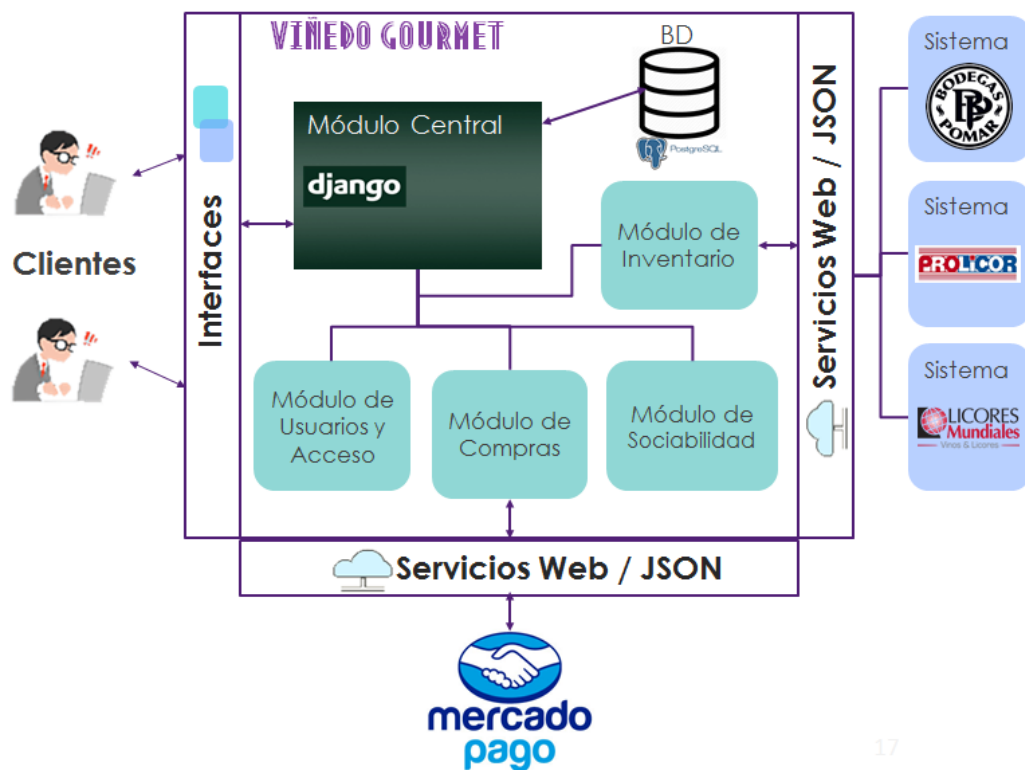 VIÑEDO GOURMET
BD
PostgreSQL
Módulo Central
django
Módulo de
Inventario
Clientes
Interfaces
Módulo de
Usuarios y
Acceso
Módulo de
Compras
Módulo de
Sociabilidad
Servicios Web / JSON
Servicios Web / JSON
mercado
pago
Sistema
BODEGAS
BP
POMAR
Sistema
PROLICOR
Sistema
LICORES
Mundiales
Vinos & Licores
17